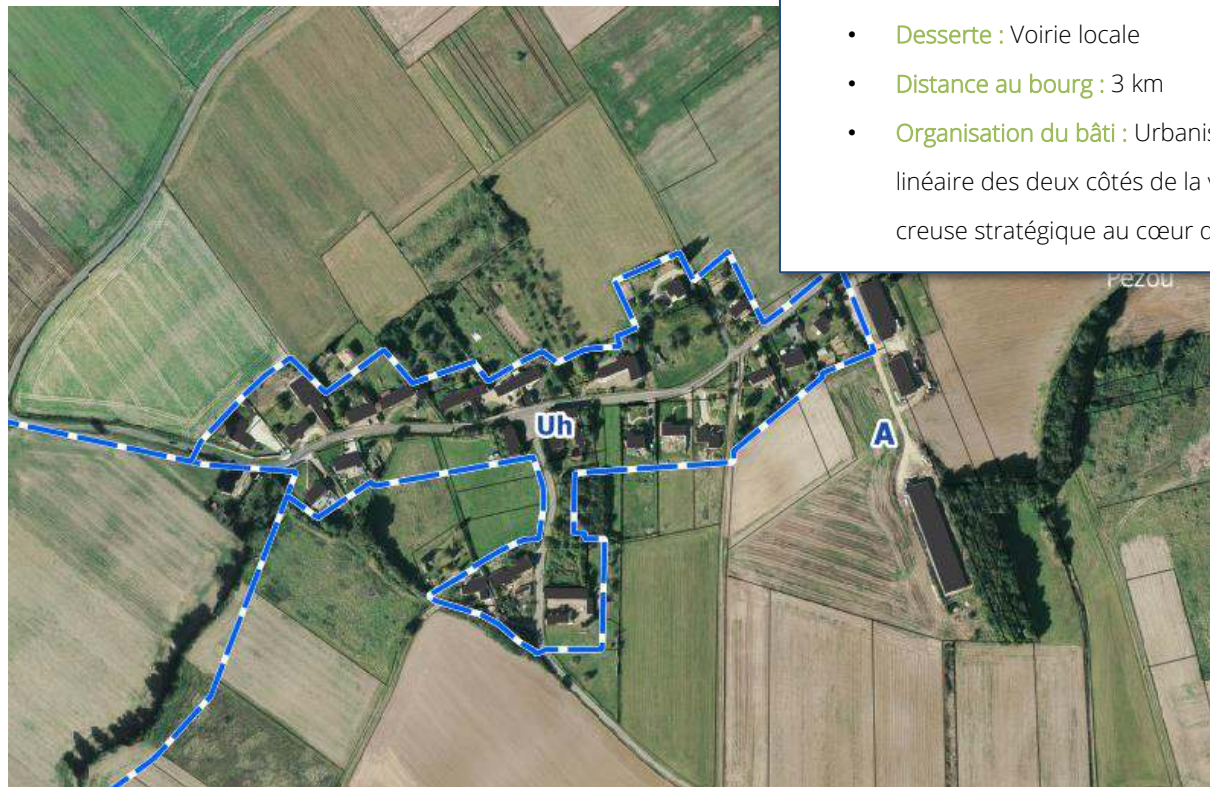 • Desserte : Voirie locale
• Distance au bourg : 3 km
• Organisation du bâti :
linéaire des deux côtés de la
creuse stratégique au cœur
Pezou
Uh
A